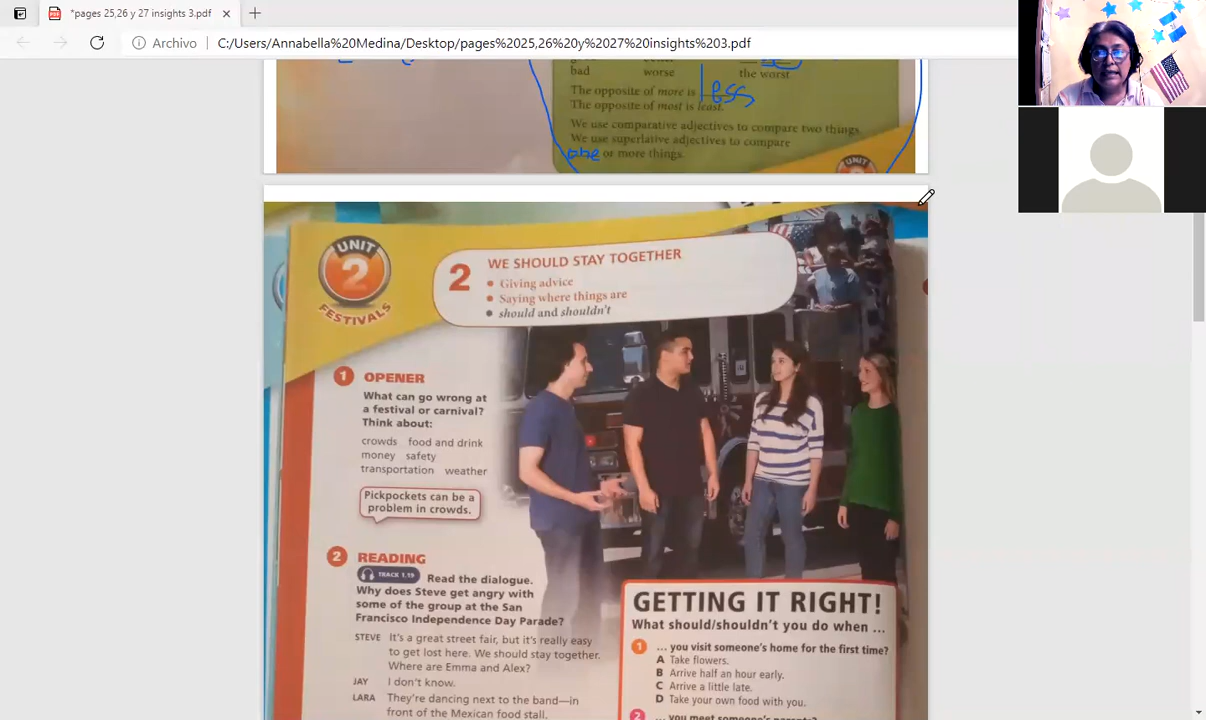 *pages 25,26 y 27 insights 3.pdf
Archivo
C:/Users/Annabella%20Medina/Desktop/pages%2025,26%20y%2027%20insights%203.pdf
bad worse the worst
The opposite of more is less
The opposite of most is least.
We use comparative adjectives to compare two things.
We use superlative adjectives to compare
or more things.
UNIT
UNIT
2
FESTIVALS
2
WE SHOULD STAY TOGETHER
• Giving advice
• Saying where things are
• should and shouldn't
1 OPENER
What can go wrong at
a festival or carnival?
Think about:
crowds food and drink
money safety
transportation weather
Pickpockets can be a
problem in crowds.
2 READING
TRACK 1.19 Read the dialogue.
Why does Steve get angry with
some of the group at the San
Francisco Independence Day Parade?
STEVE It's a great street fair, but it's really easy
to get lost here. We should stay together.
Where are Emma and Alex?
JAY I don't know.
LARA They're dancing next to the band—in
front of the Mexican food stall.
GETTING IT RIGHT!
What should/shouldn't you do when ...
1 ... you visit someone's home for the first time?
A Take flowers.
B Arrive half an hour early.
C Arrive a little late.
D Take your own food with you.
2 ... you meet someone's parents?